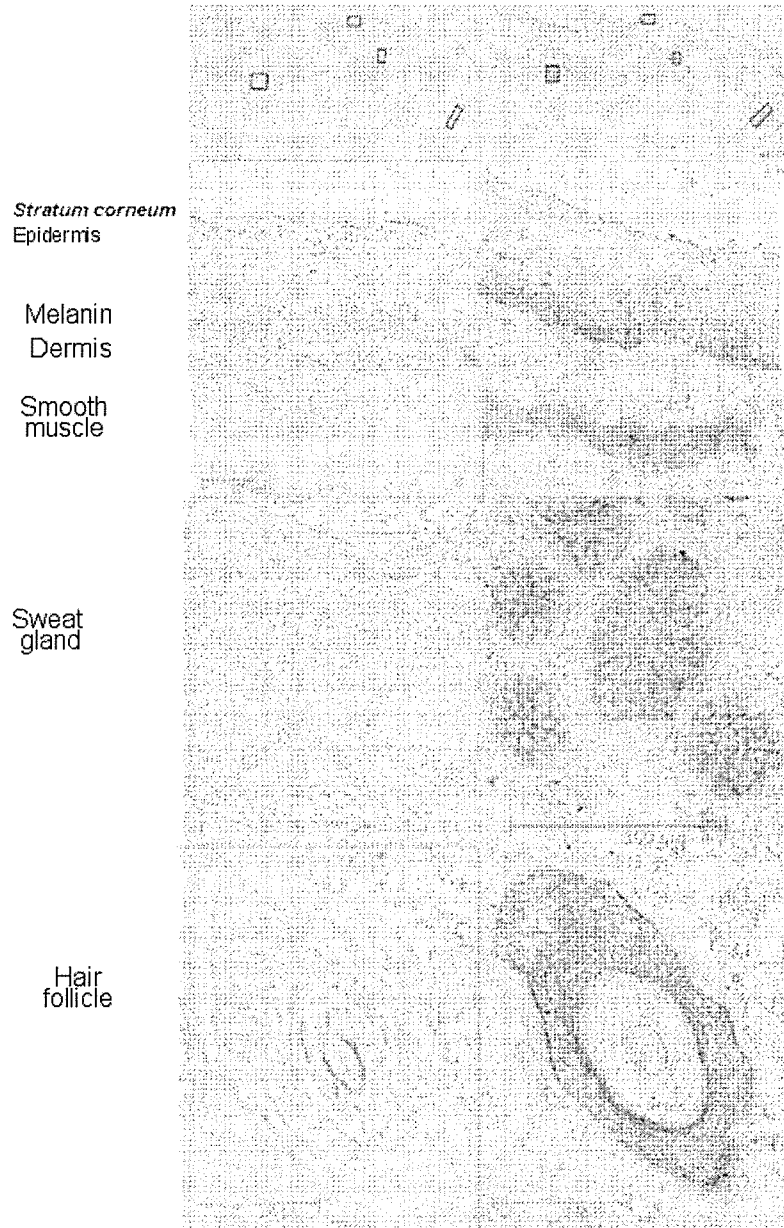 Stratum corneum
Epidermis
Melanin
Dermis
Smooth
muscle
Sweat
gland
Hair
follicle